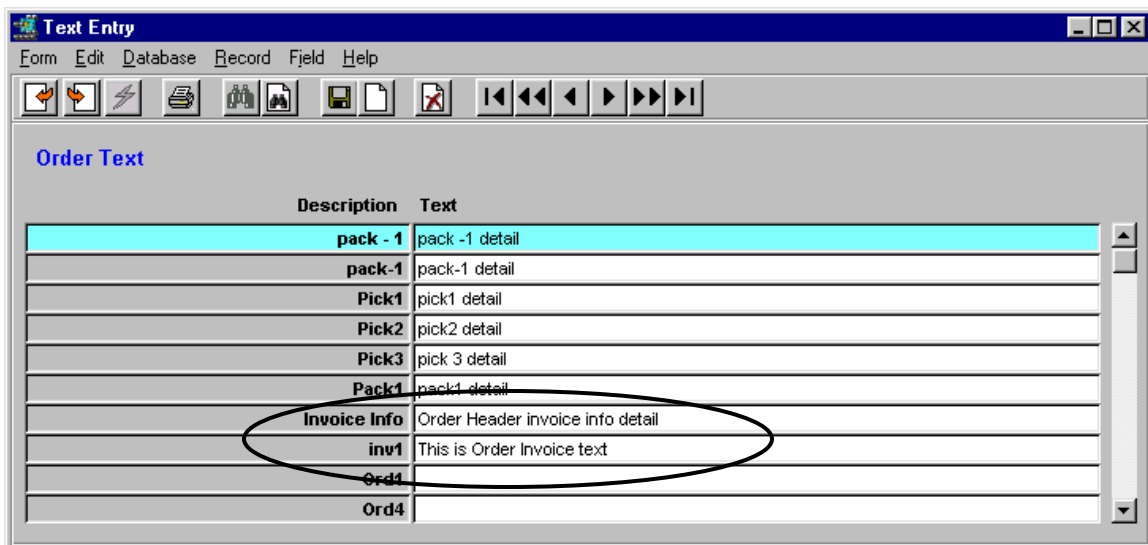 Text Entry
Form Edit Database Record Field Help
Order Text
Description Text
pack - 1 pack -1 detail
pack-1 pack-1 detail
Pick1 pick1 detail
Pick2 pick2 detail
Pick3 pick 3 detail
Pack1 pack1 detail
Invoice Info Order Header invoice info detail
inv1 This is Order Invoice text
Ord1
Ord4